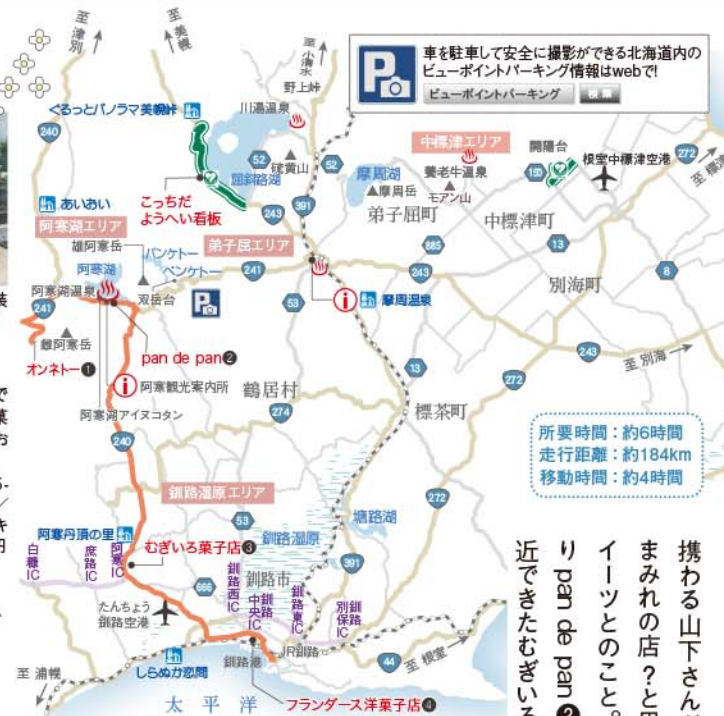 車を駐車して安全に撮影ができる北海道内の
ビューポイントパーキング情報はwebで!
ビューポイントパーキング
検索
P
至 津別
至 美幌
至 小清水
野上峠
ぐるっとパノラマ美幌峠
川湯温泉
240
52
硫黄山
52
屈斜路湖
中標津エリア
養老牛温泉
モアン山
開陽台
150
根室中標津空港
272
摩周湖
摩周岳
弟子屈町
中標津町
こっちだ
ようへい看板
あいあい
阿寒湖エリア
243
391
弟子屈エリア
雄阿寒岳
パンケトー
ペンケトー
阿寒湖
885
13
8
241
243
別海町
阿寒湖温泉
双岳台
P
53
i
摩周温泉
241
雌阿寒岳
オンネトー❶
pan de pan❷
i
阿寒観光案内所
鶴居村
13
243
至 別海
272
阿寒湖アイヌコタン
274
標茶町
240
所要時間：約6時間
走行距離：約184km
移動時間：約4時間
釧路湿原エリア
53
272
塘路湖
釧路湿原
阿寒丹頂の里
むぎいろ菓子店❸
白糠IC
庶路IC
阿寒IC
391
666
釧路市
釧路西IC
釧路中央IC
釧路東IC
別保IC
たんちょう
釧路空港
JR釧路
釧路港
44
至 根室
しらぬか恋問
至 浦幌
太平洋
フランダース洋菓子店❹
携わる山下さん
まみれの店？と
イーツとのこと。
り pan de pan❷
近できたむぎいろ